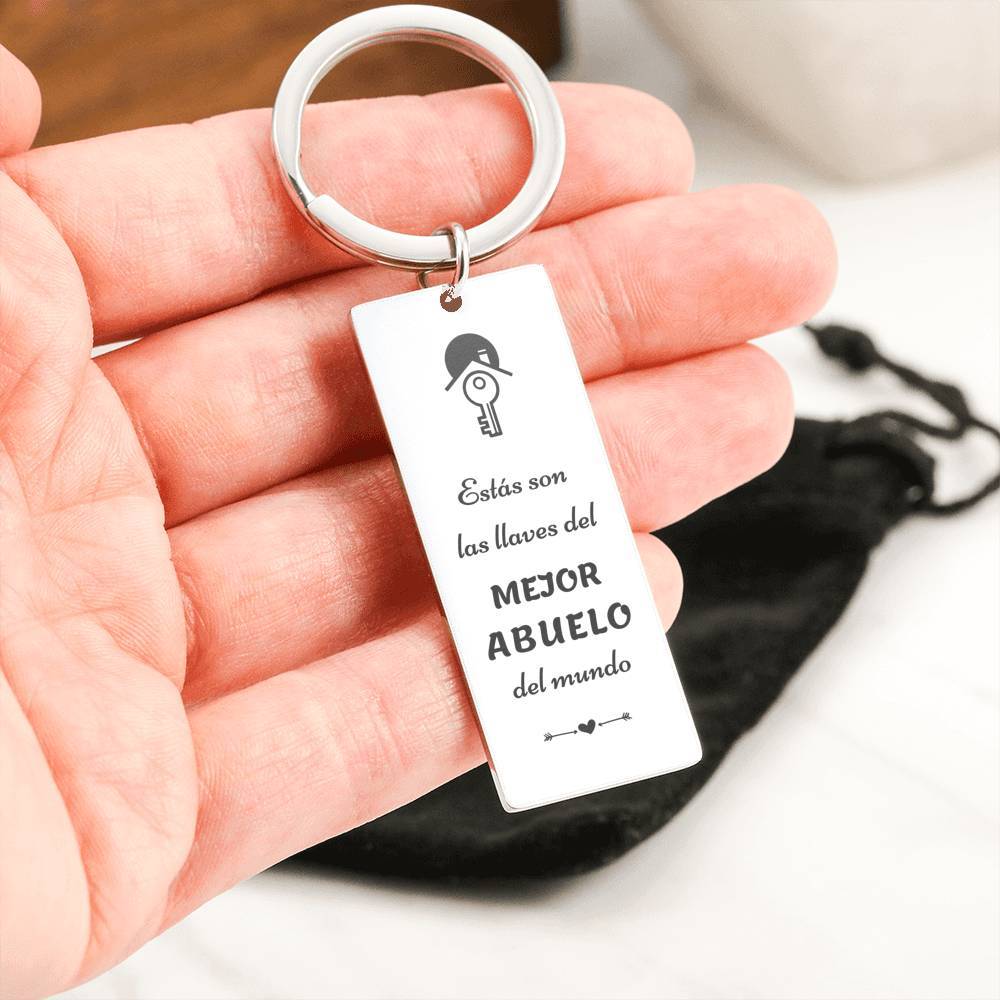 Estás son
las llaves del
MEJOR
ABUELO
del mundo